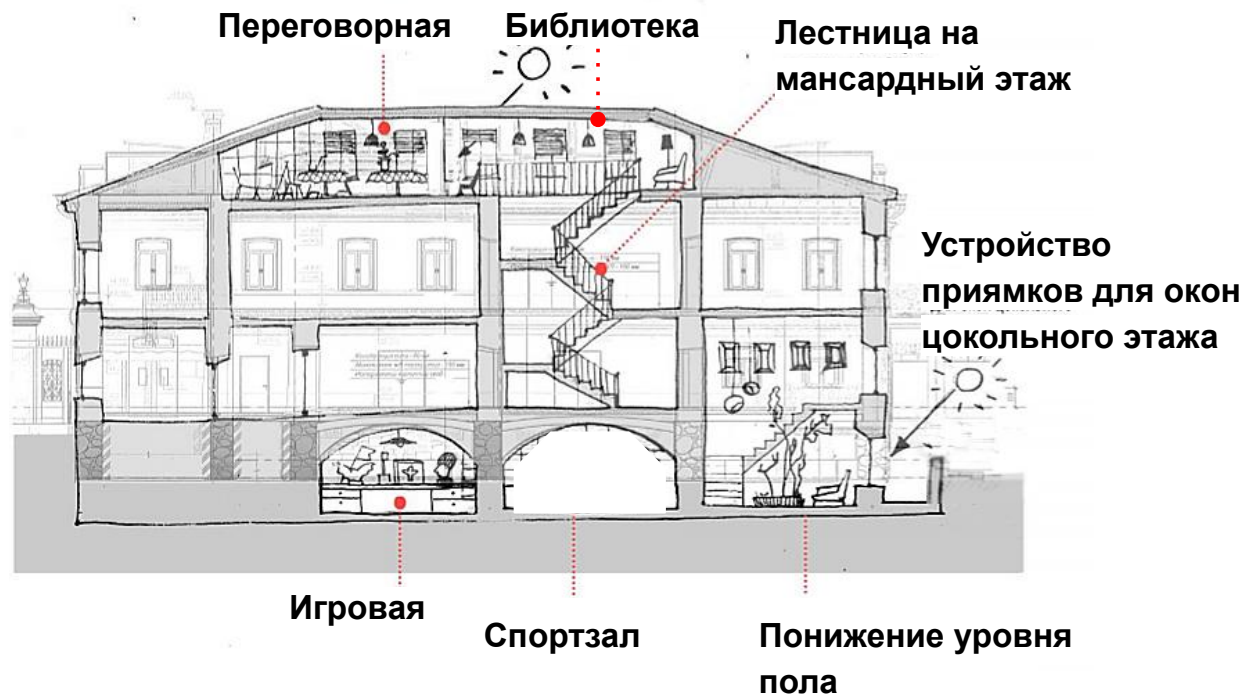 Переговорная
Библиотека
Лестница на
мансардный этаж
Устройство
приямков для окон
цокольного этажа
Игровая
Спортзал
Понижение уровня
пола